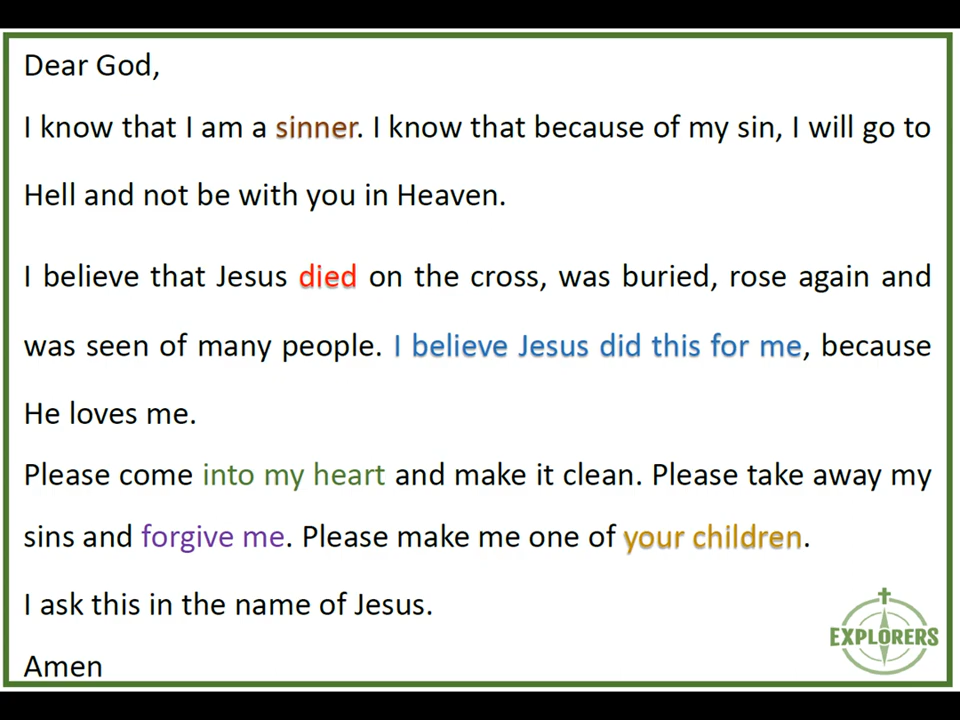 Dear God,
I know that I am a sinner. I know that because of my sin, I will go to
Hell and not be with you in Heaven.
I believe that Jesus died on the cross, was buried, rose again and
was seen of many people. I believe Jesus did this for me, because
He loves me.
Please come into my heart and make it clean. Please take away my
sins and forgive me. Please make me one of your children.
I ask this in the name of Jesus.
Amen
EXPLORERS